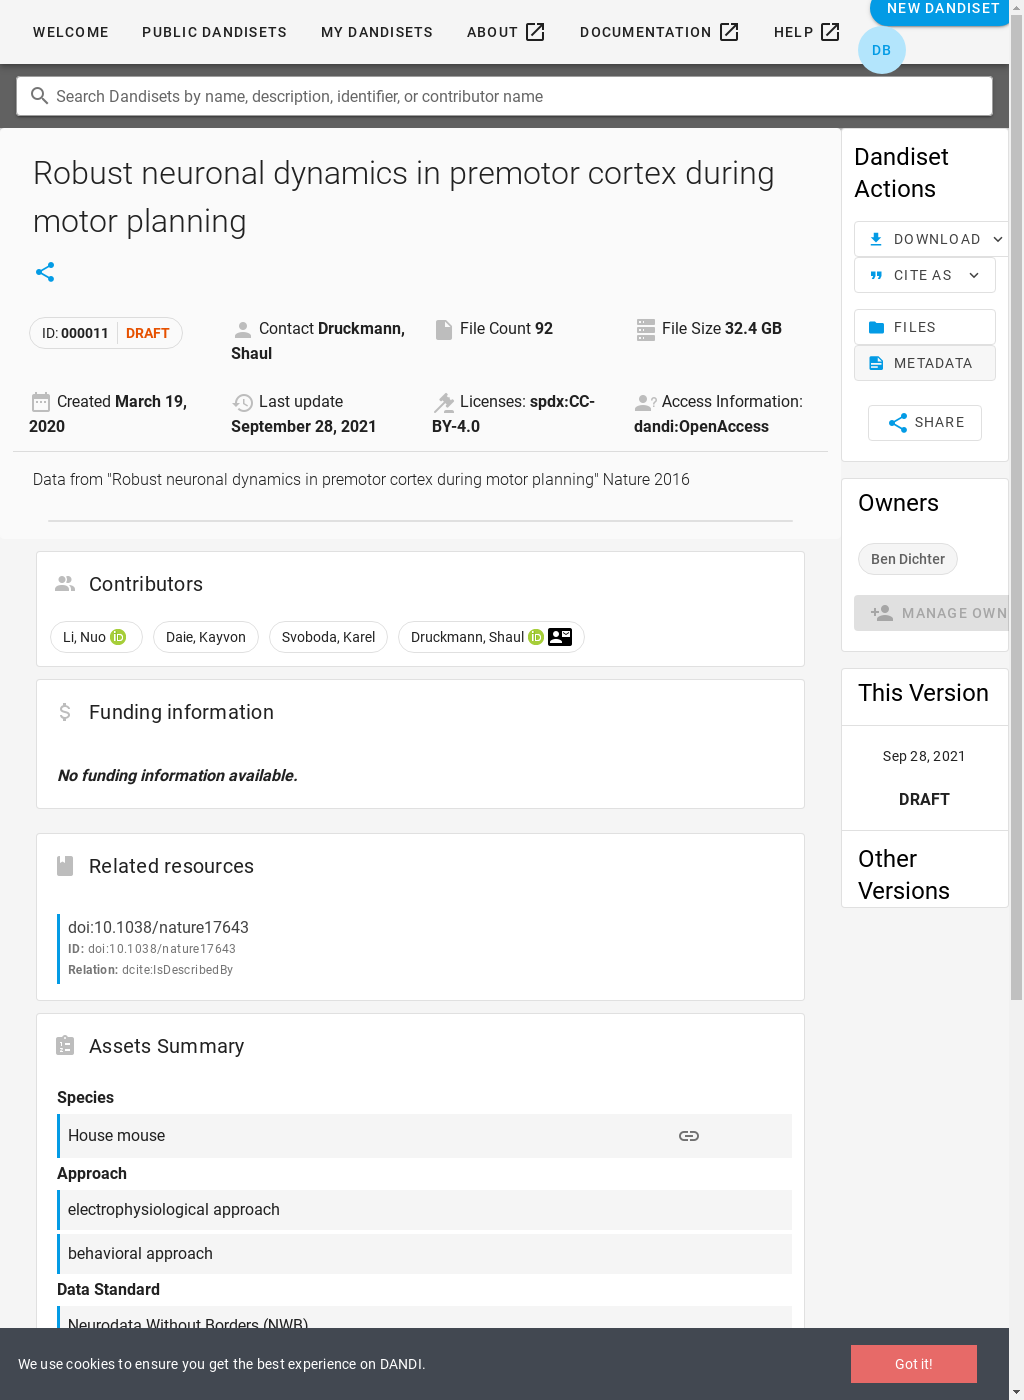 WELCOME PUBLIC DANDISETS MY DANDISETS ABOUT DOCUMENTATION HELP NEW DANDISET
DB
Search Dandisets by name, description, identifier, or contributor name
Robust neuronal dynamics in premotor cortex during
motor planning
ID: 000011 DRAFT
Contact Druckmann,
Shaul
File Count 92
File Size 32.4 GB
Created March 19,
2020
Last update
September 28, 2021
Licenses: spdx:CC-
BY-4.0
Access Information:
dandi:OpenAccess
Data from "Robust neuronal dynamics in premotor cortex during motor planning" Nature 2016
Contributors
Li, Nuo Daie, Kayvon Svoboda, Karel Druckmann, Shaul
Funding information
No funding information available.
Related resources
doi:10.1038/nature17643
ID: doi:10.1038/nature17643
Relation: dcite:IsDescribedBy
Assets Summary
Species
House mouse
Approach
electrophysiological approach
behavioral approach
Data Standard
Neurodata Without Borders (NWB)
Dandiset
Actions
DOWNLOAD
CITE AS
FILES
METADATA
SHARE
Owners
Ben Dichter
MANAGE OWN
This Version
Sep 28, 2021
DRAFT
Other
Versions
We use cookies to ensure you get the best experience on DANDI.
Got it!